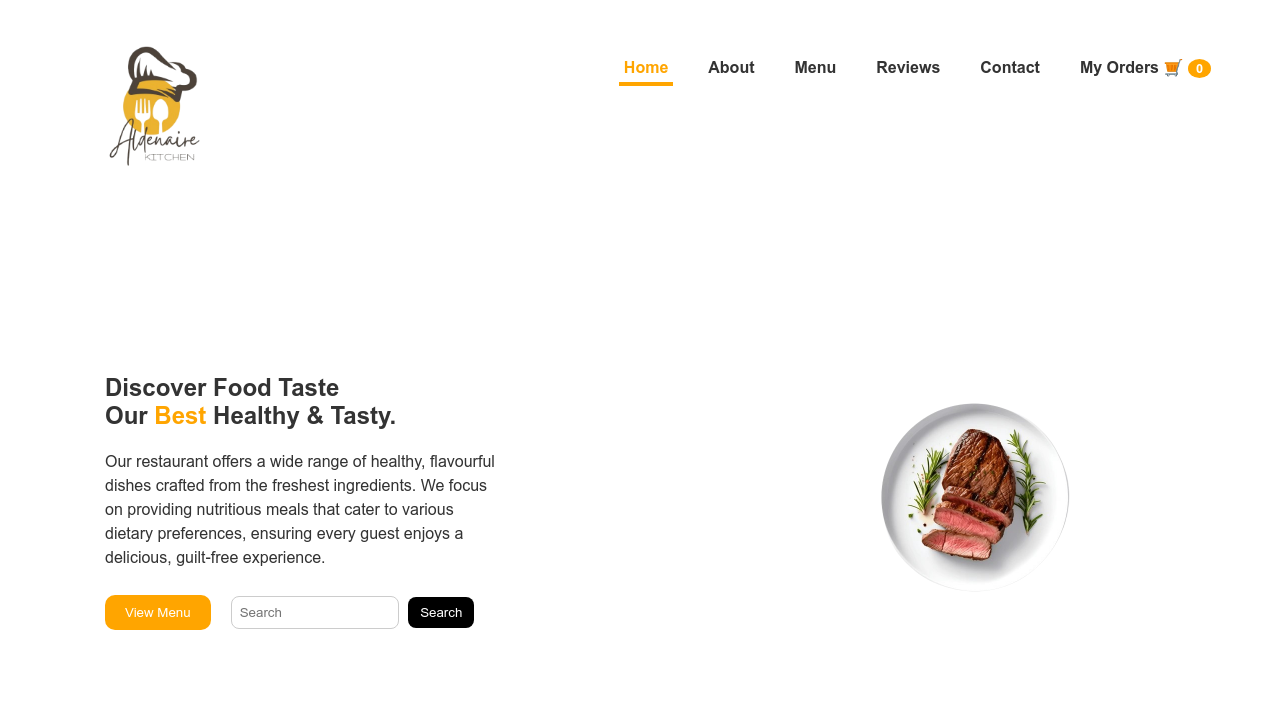 Aldenaire
KITCHEN
Home About Menu Reviews Contact My Orders 0
Discover Food Taste
Our Best Healthy & Tasty.
Our restaurant offers a wide range of healthy, flavourful
dishes crafted from the freshest ingredients. We focus
on providing nutritious meals that cater to various
dietary preferences, ensuring every guest enjoys a
delicious, guilt-free experience.
View Menu Search Search